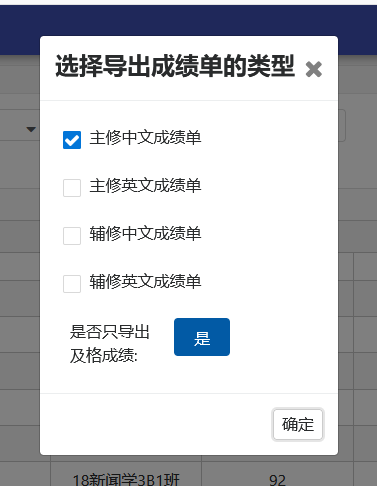 选择导出成绩单的类型
主修中文成绩单
主修英文成绩单
辅修中文成绩单
辅修英文成绩单
是否只导出
及格成绩:
是
确定
18新闻学3B1班 92